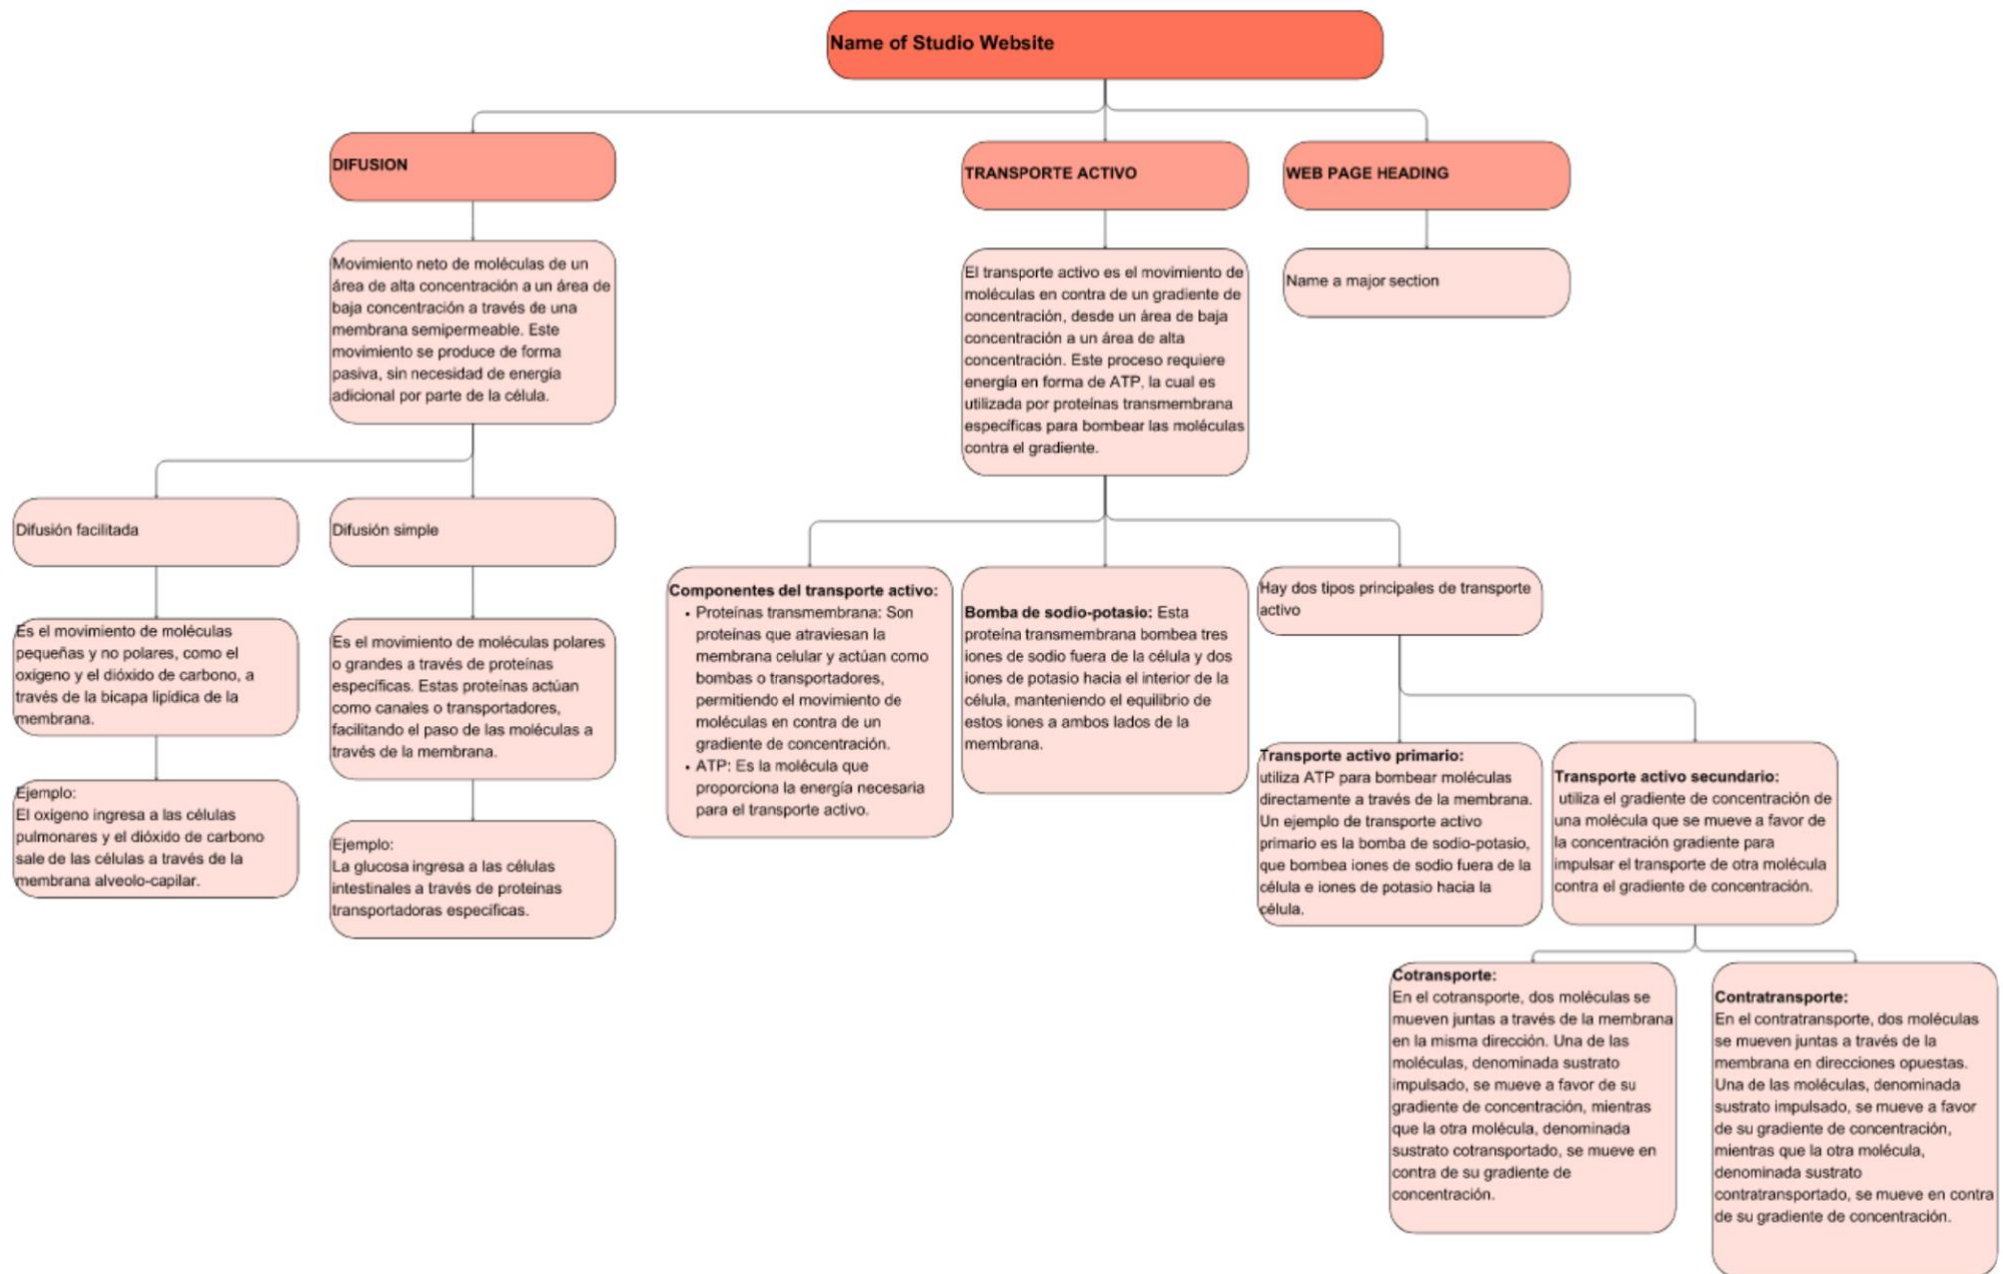 Name of Studio Website
DIFUSION
TRANSPORTE ACTIVO
WEB PAGE HEADING
Movimiento neto de moléculas de un
área de alta concentración a un área de
baja concentración a través de una
membrana semipermeable. Este
movimiento se produce de forma
pasiva, sin necesidad de energía
adicional por parte de la célula.
El transporte activo es el movimiento de
moléculas en contra de un gradiente de
concentración, desde un área de baja
concentración a un área de alta
concentración. Este proceso requiere
energía en forma de ATP, la cual es
utilizada por proteínas transmembrana
específicas para bombear las moléculas
contra el gradiente.
Name a major section
Difusión facilitada
Difusión simple
Es el movimiento de moléculas
pequeñas y no polares, como el
oxígeno y el dióxido de carbono, a
través de la bicapa lipídica de la
membrana.
Es el movimiento de moléculas polares
o grandes a través de proteínas
específicas. Estas proteínas actúan
como canales o transportadores,
facilitando el paso de las moléculas a
través de la membrana.
Ejemplo:
El oxígeno ingresa a las células
pulmonares y el dióxido de carbono
sale de las células a través de la
membrana alveolo-capilar.
Ejemplo:
La glucosa ingresa a las células
intestinales a través de proteinas
transportadoras específicas.
Componentes del transporte activo:
• Proteínas transmembrana: Son
proteínas que atraviesan la
membrana celular y actúan como
bombas o transportadores,
permitiendo el movimiento de
moléculas en contra de un
gradiente de concentración.
• ATP: Es la molécula que
proporciona la energía necesaria
para el transporte activo.
Bomba de sodio-potasio: Esta
proteína transmembrana bombea tres
iones de sodio fuera de la célula y dos
iones de potasio hacia el interior de la
célula, manteniendo el equilibrio de
estos iones a ambos lados de la
membrana.
Hay dos tipos principales de transporte
activo
Transporte activo primario:
utiliza ATP para bombear moléculas
directamente a través de la membrana.
Un ejemplo de transporte activo
primario es la bomba de sodio-potasio,
que bombea iones de sodio fuera de la
célula e iones de potasio hacia la
célula.
Transporte activo secundario:
utiliza el gradiente de concentración de
una molécula que se mueve a favor de
la concentración gradiente para
impulsar el transporte de otra molécula
contra el gradiente de concentración.
Cotransporte:
En el cotransporte, dos moléculas se
mueven juntas a través de la membrana
en la misma dirección. Una de las
moléculas, denominada sustrato
impulsado, se mueve a favor de su
gradiente de concentración, mientras
que la otra molécula, denominada
sustrato cotransportado, se mueve en
contra de su gradiente de
concentración.
Contratransporte:
En el contratransporte, dos moléculas
se mueven juntas a través de la
membrana en direcciones opuestas.
Una de las moléculas, denominada
sustrato impulsado, se mueve a favor
de su gradiente de concentración,
mientras que la otra molécula,
denominada sustrato
contratransportado, se mueve en contra
de su gradiente de concentración.